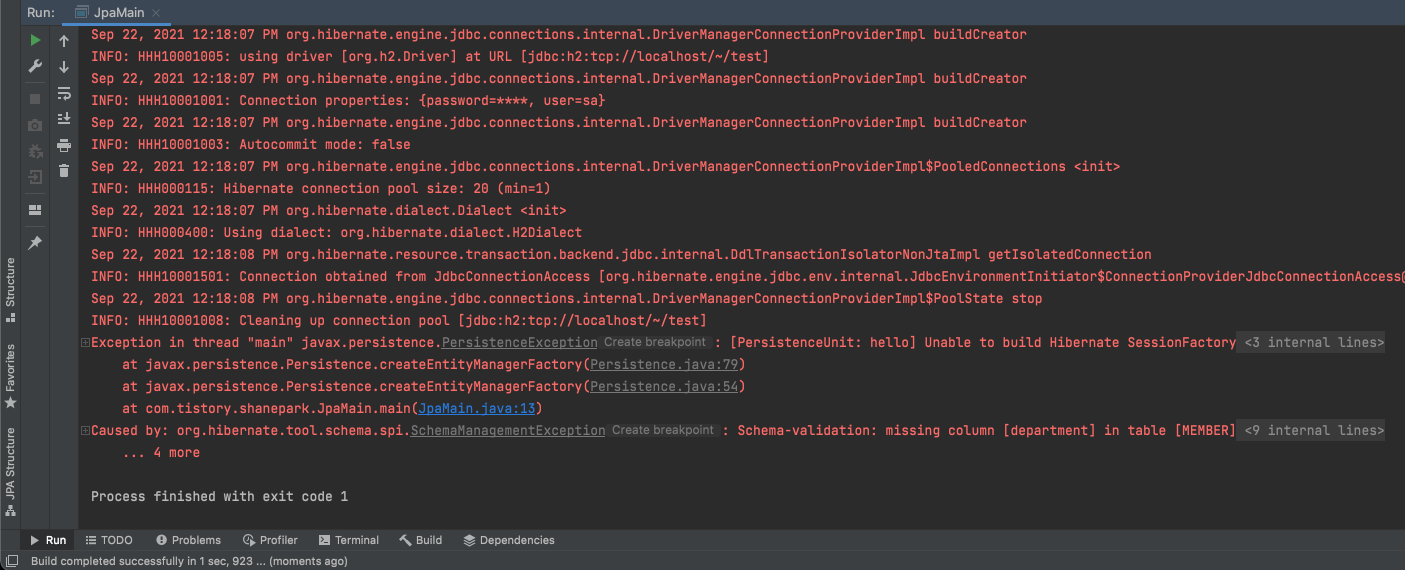 Run: JpaMain
Sep 22, 2021 12:18:07 PM org.hibernate.engine.jdbc.connections.internal.DriverManagerConnectionProviderImpl buildCreator
INFO: HHH10001005: using driver [org.h2.Driver] at URL [jdbc:h2:tcp://localhost/~/test]
Sep 22, 2021 12:18:07 PM org.hibernate.engine.jdbc.connections.internal.DriverManagerConnectionProviderImpl buildCreator
INFO: HHH10001001: Connection properties: {password=****, user=sa}
Sep 22, 2021 12:18:07 PM org.hibernate.engine.jdbc.connections.internal.DriverManagerConnectionProviderImpl buildCreator
INFO: HHH10001003: Autocommit mode: false
Sep 22, 2021 12:18:07 PM org.hibernate.engine.jdbc.connections.internal.DriverManagerConnectionProviderImpl$PooledConnections <init>
INFO: HHH000115: Hibernate connection pool size: 20 (min=1)
Sep 22, 2021 12:18:07 PM org.hibernate.dialect.Dialect <init>
INFO: HHH000400: Using dialect: org.hibernate.dialect.H2Dialect
Sep 22, 2021 12:18:08 PM org.hibernate.resource.transaction.backend.jdbc.internal.DdlTransactionIsolatorNonJtaImpl getIsolatedConnection
INFO: HHH10001501: Connection obtained from JdbcConnectionAccess [org.hibernate.engine.jdbc.env.internal.JdbcEnvironmentInitiator$ConnectionProviderJdbcConnectionAccess@
Sep 22, 2021 12:18:08 PM org.hibernate.engine.jdbc.connections.internal.DriverManagerConnectionProviderImpl$PoolState stop
INFO: HHH10001008: Cleaning up connection pool [jdbc:h2:tcp://localhost/~/test]
Exception in thread "main" javax.persistence.PersistenceException Create breakpoint : [PersistenceUnit: hello] Unable to build Hibernate SessionFactory <3 internal lines>
at javax.persistence.Persistence.createEntityManagerFactory(Persistence.java:79)
at javax.persistence.Persistence.createEntityManagerFactory(Persistence.java:54)
at com.tistory.shanepark.JpaMain.main(JpaMain.java:13)
Caused by: org.hibernate.tool.schema.spi.SchemaManagementException Create breakpoint : Schema-validation: missing column [department] in table [MEMBER] <9 internal lines>
... 4 more
Process finished with exit code 1
Structure
Favorites
JPA Structure
Run TODO Problems Profiler Terminal Build Dependencies
Build completed successfully in 1 sec, 923 ... (moments ago)